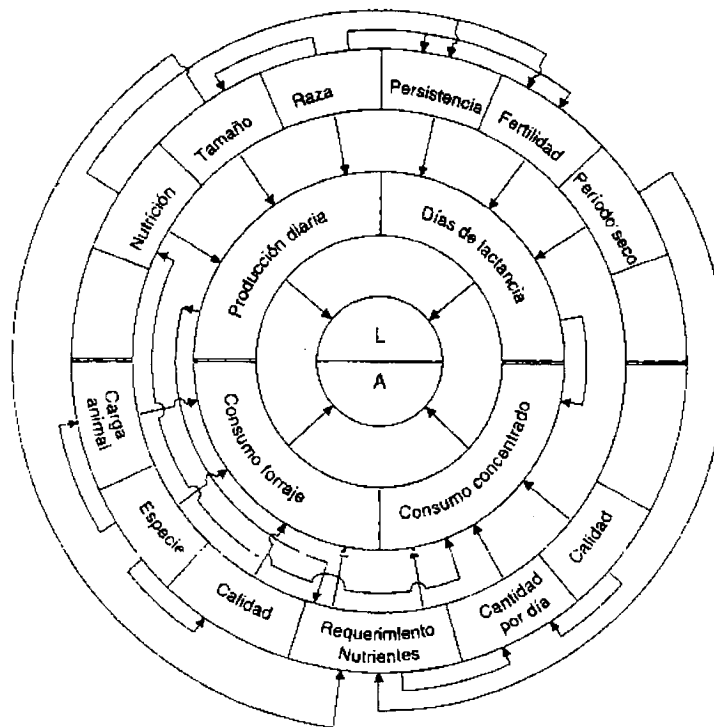 Raza
Persistencia
Tamaño
Fertilidad
Nutrición
Período seco
Producción diaria
Días de lactancia
L
A
Carga
animal
Consumo forraje
Consumo concentrado
Especie
Calidad
Calidad
Requerimiento
Nutrientes
Cantidad
por día